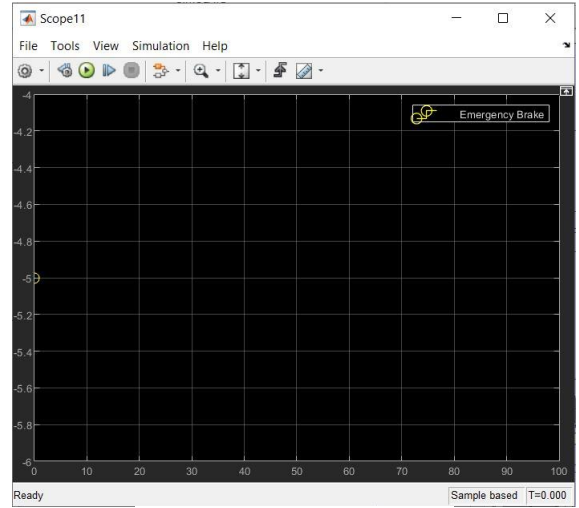 Scope11
File Tools View Simulation Help
Emergency Brake
-4
-4.2
-4.4
-4.6
-4.8
-5
-5.2
-5.4
-5.6
-5.8
-6
0 10 20 30 40 50 60 70 80 90 100
Ready Sample based T=0.000